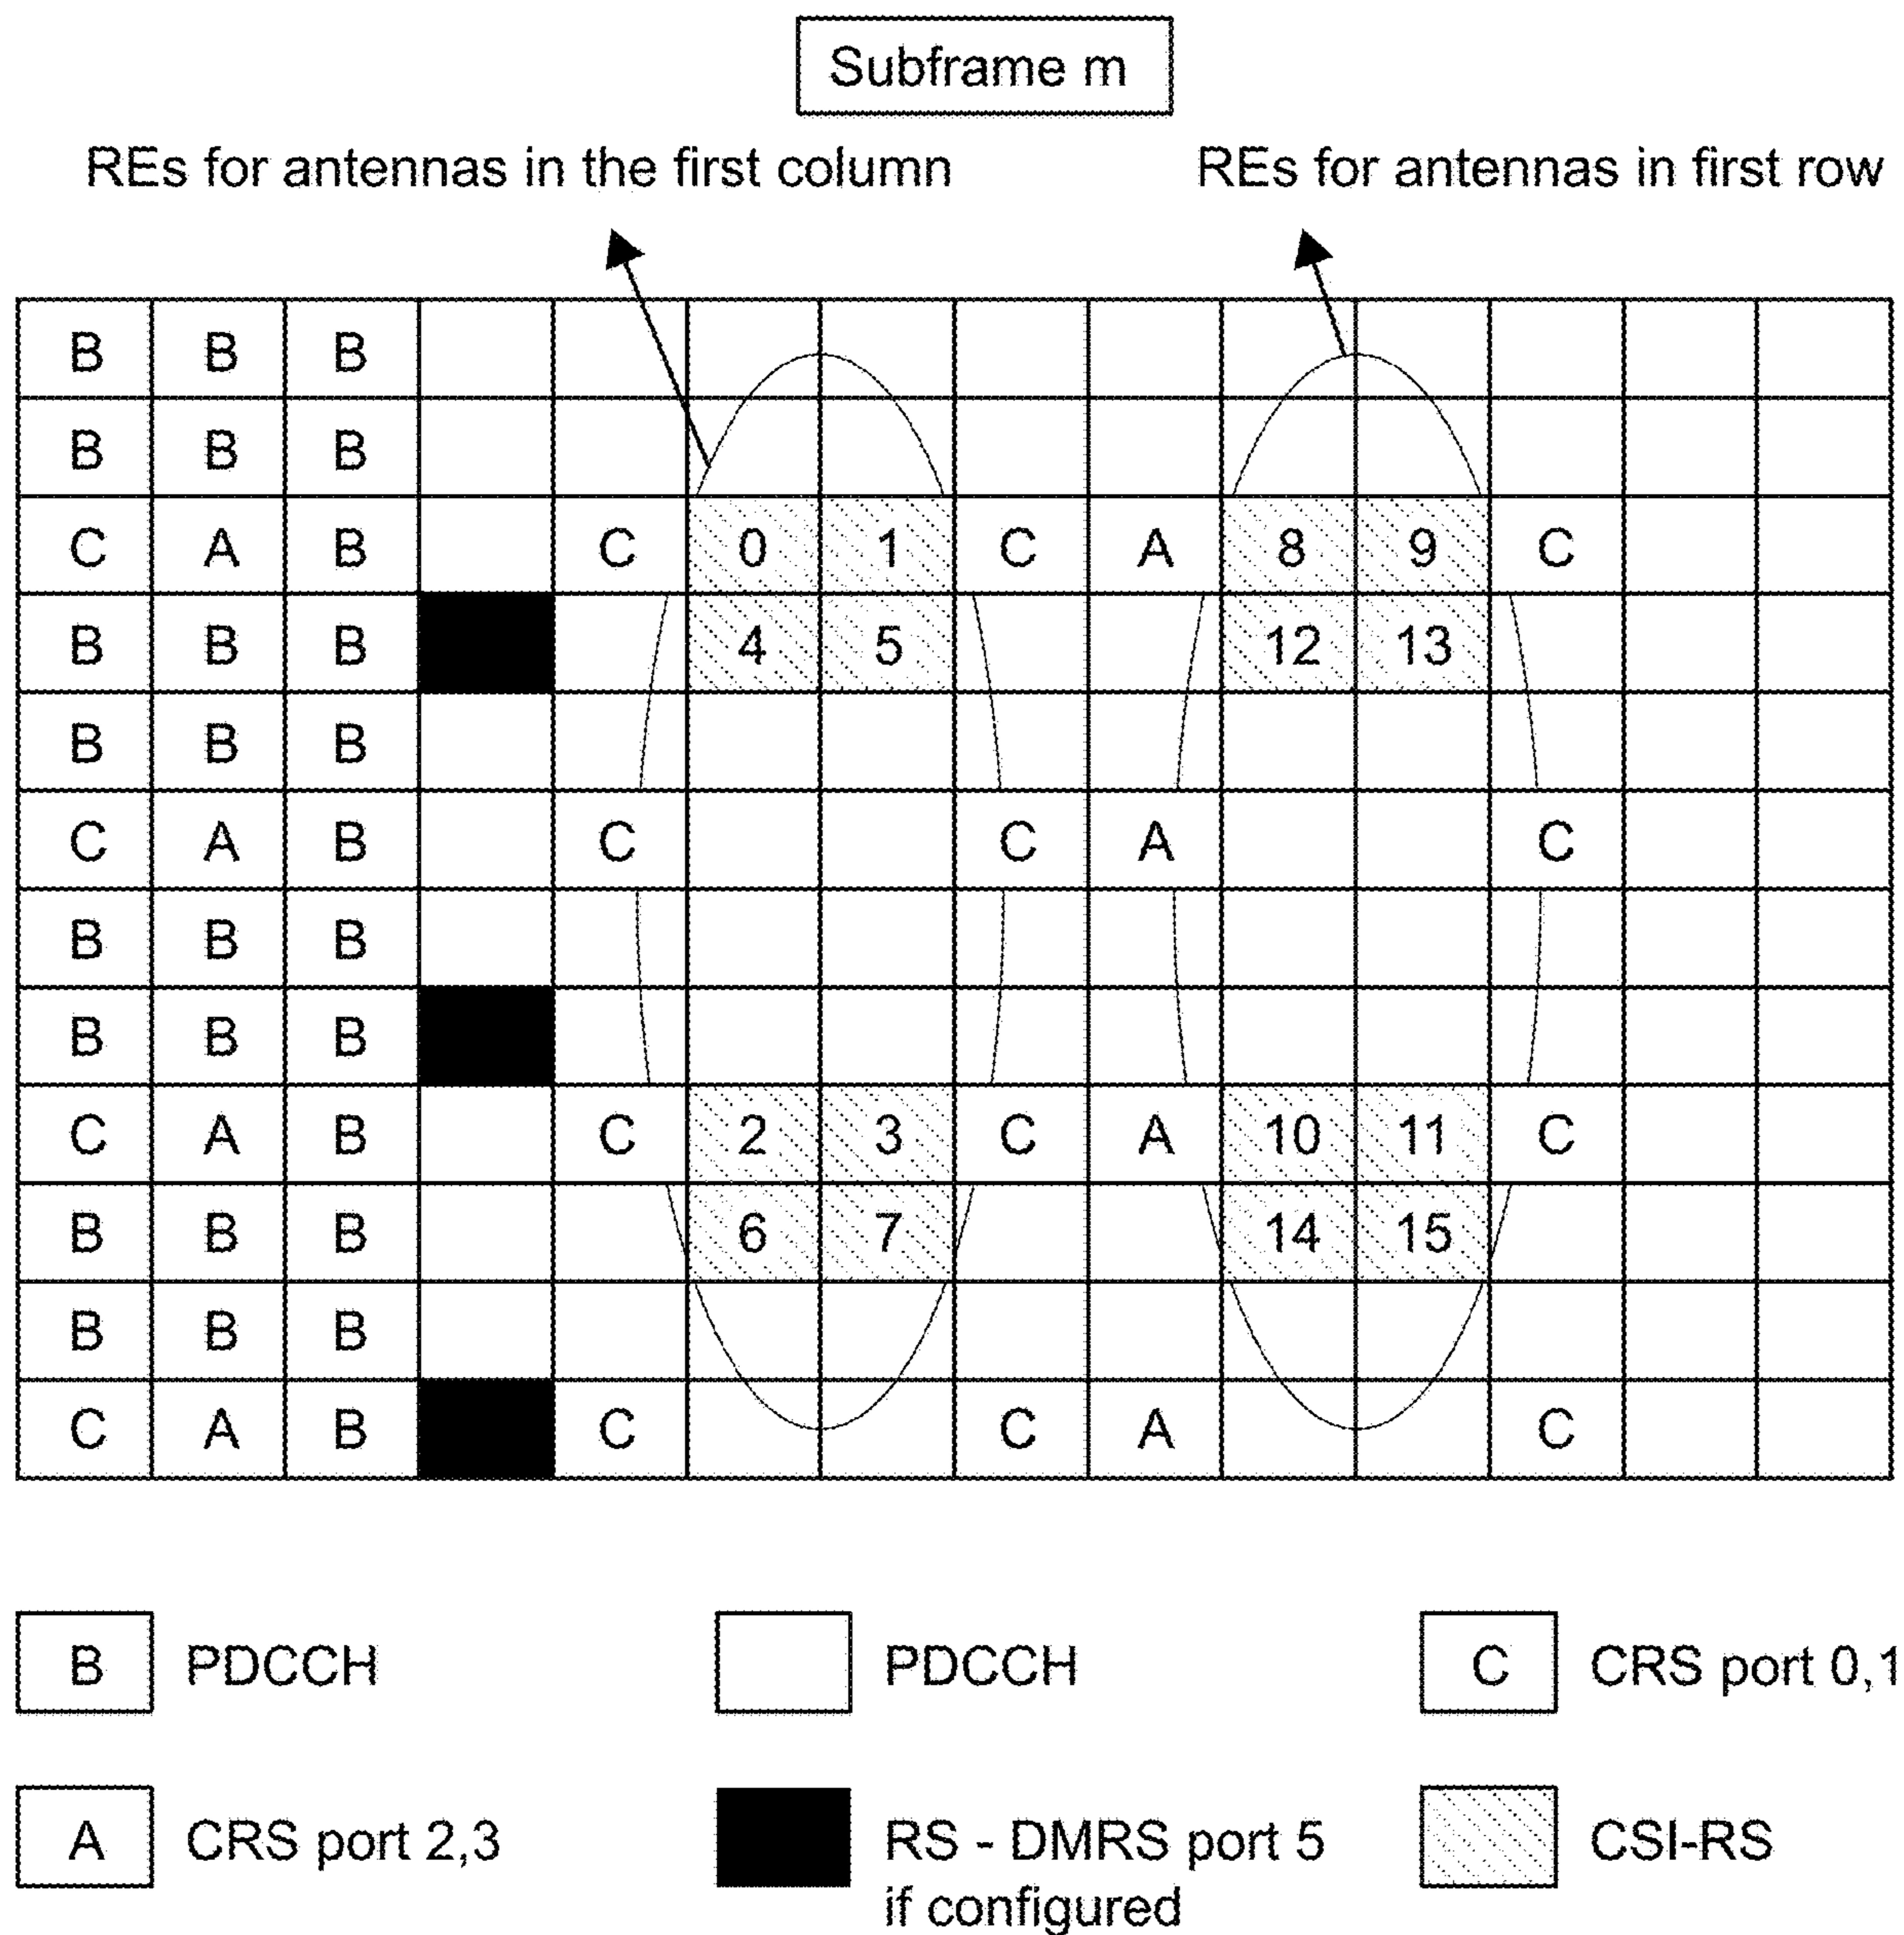 Subframe m
REs for antennas in the first column REs for antennas in first row
B B B
B B B
C A B C 0 1 C A 8 9 C
B B B 4 5 12 13
B B B
C A B C C A C
B B B
B B B
C A B C 2 3 C A 10 11 C
B B B 6 7 14 15
B B B
C A B C C A C
B PDCCH PDCCH C CRS port 0,1
A CRS port 2,3 RS - DMRS port 5 CSI-RS
if configured